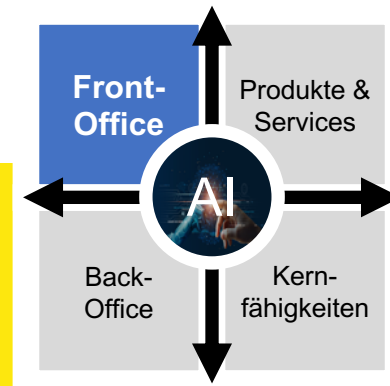 Front-
Office
Produkte &
Services
AI
Back-
Office
Kern-
fähigkeiten